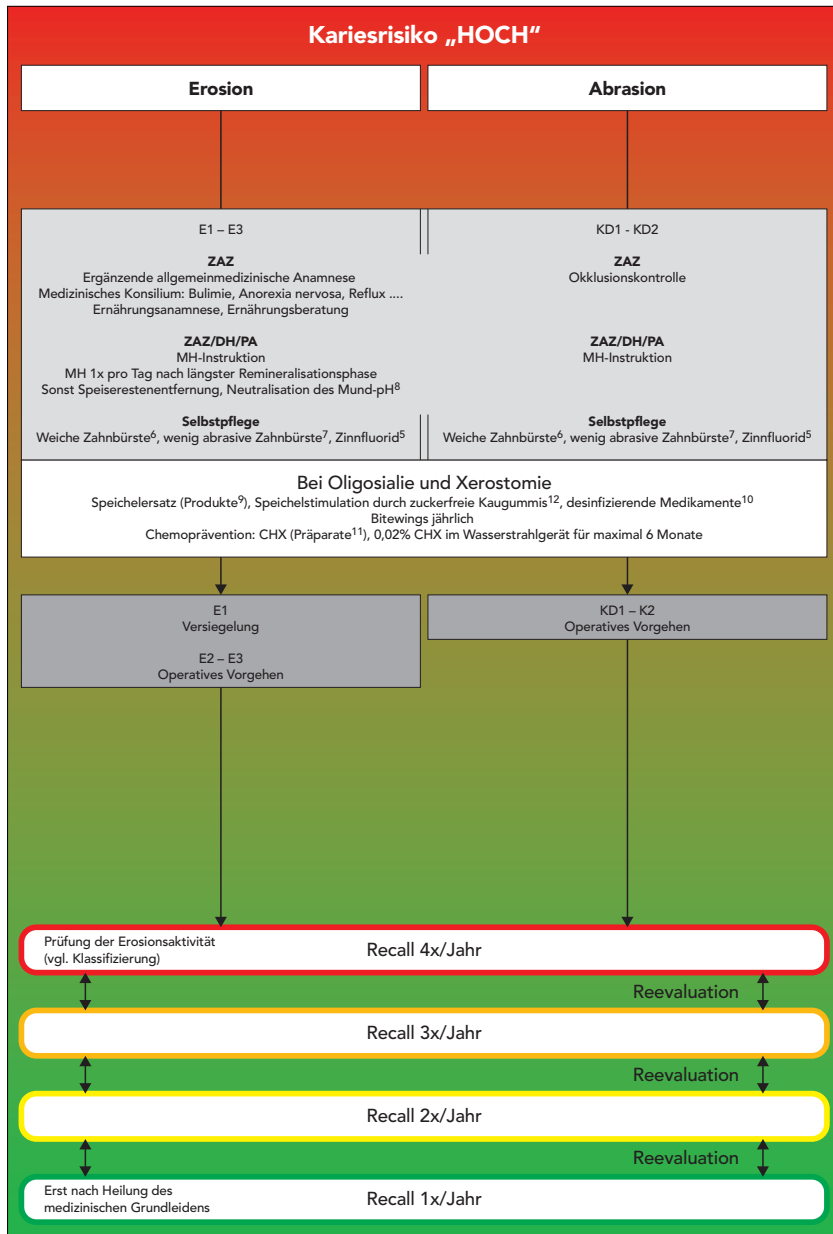 Kariesrisiko „HOCH“
Erosion
Abrasion
E1 – E3
ZAZ
Ergänzende allgemeinmedizinische Anamnese
Medizinisches Konsilium: Bulimie, Anorexia nervosa, Reflux ....
Ernährungsanamnese, Ernährungsberatung
ZAZ/DH/PA
MH-Instruktion
MH 1x pro Tag nach längster Remineralisationsphase
Sonst Speiserestenentfernung, Neutralisation des Mund-pH⁸
Selbstpflege
Weiche Zahnbürste⁶, wenig abrasive Zahnbürste⁷, Zinnfluorid⁵
KD1 - KD2
ZAZ
Okklusionskontrolle
ZAZ/DH/PA
MH-Instruktion
Selbstpflege
Weiche Zahnbürste⁶, wenig abrasive Zahnbürste⁷, Zinnfluorid⁵
Bei Oligosialie und Xerostomie
Speichelersatz (Produkte⁹), Speichelstimulation durch zuckerfreie Kaugummis¹², desinfizierende Medikamente¹⁰
Bitewings jährlich
Chemoprävention: CHX (Präparate¹¹), 0,02% CHX im Wasserstrahlgerät für maximal 6 Monate
E1
Versiegelung
E2 – E3
Operatives Vorgehen
KD1 – K2
Operatives Vorgehen
Prüfung der Erosionsaktivität
(vgl. Klassifizierung)
Recall 4x/Jahr
Reevaluation
Recall 3x/Jahr
Reevaluation
Recall 2x/Jahr
Reevaluation
Erst nach Heilung des
medizinischen Grundleidens
Recall 1x/Jahr